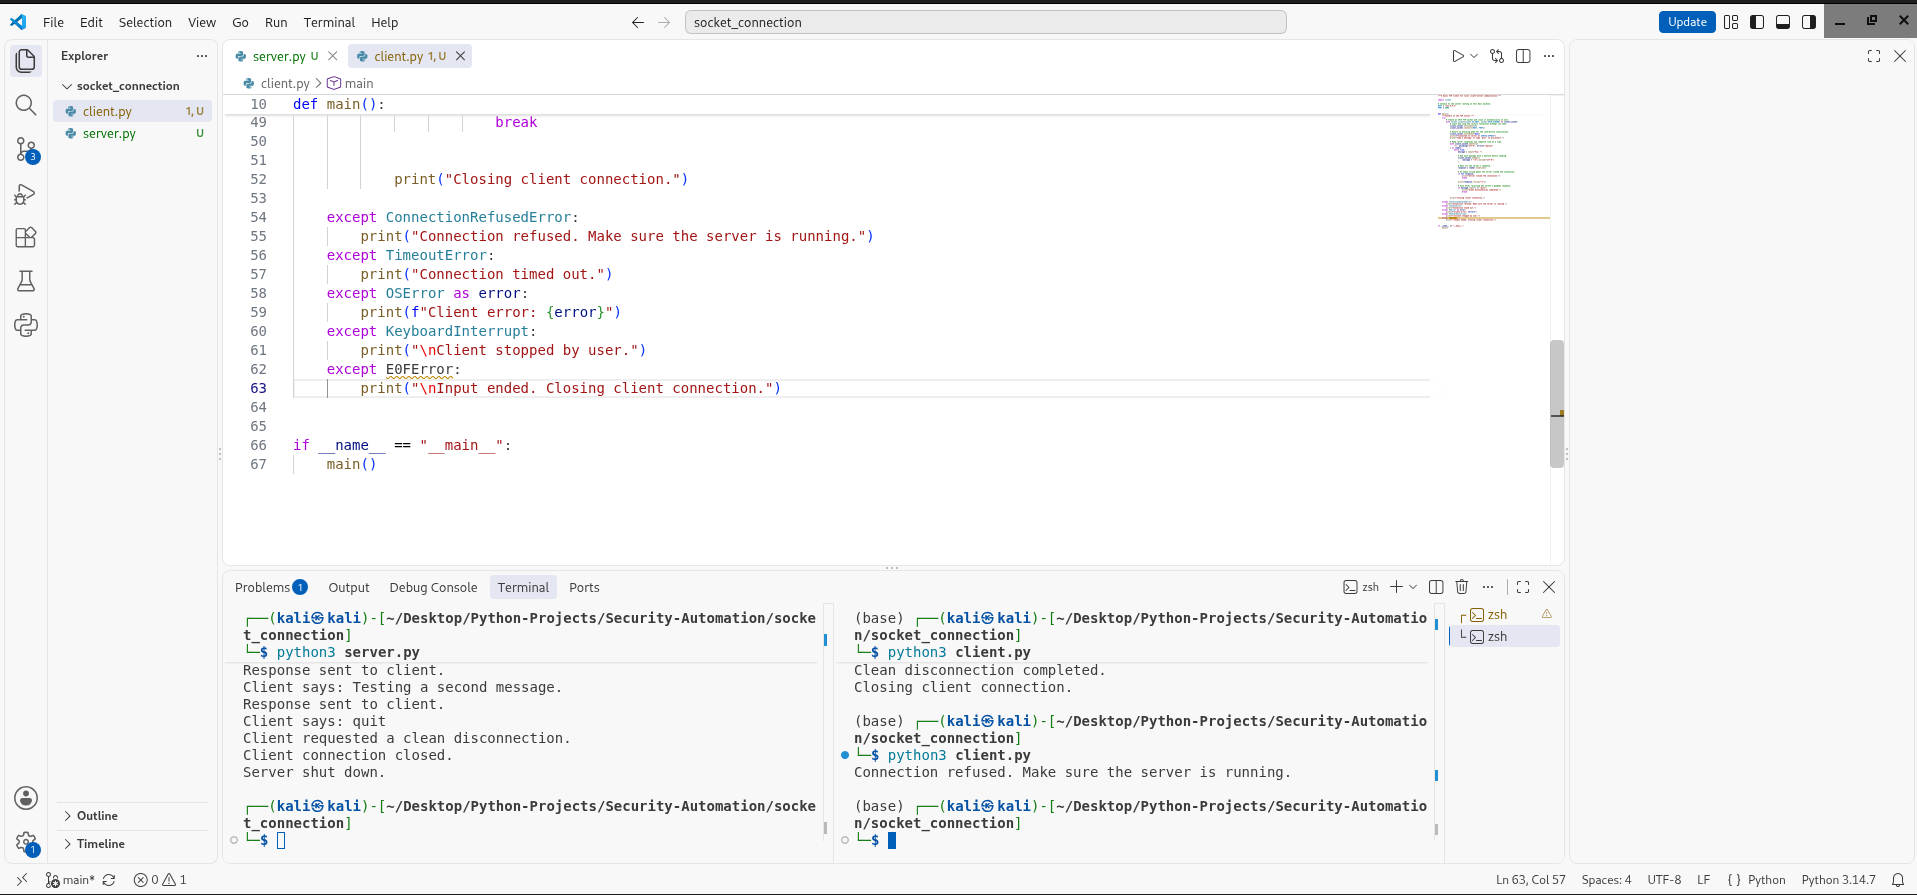 File Edit Selection View Go Run Terminal Help
socket_connection
Update
Explorer
socket_connection
client.py 1, U
server.py U
server.py U
client.py 1, U
client.py > main
10 def main():
49 break
50
51
52 print("Closing client connection.")
53
54 except ConnectionRefusedError:
55 print("Connection refused. Make sure the server is running.")
56 except TimeoutError:
57 print("Connection timed out.")
58 except OSError as error:
59 print(f"Client error: {error}")
60 except KeyboardInterrupt:
61 print("\nClient stopped by user.")
62 except E0FError:
63 print("\nInput ended. Closing client connection.")
64
65
66 if __name__ == "__main__":
67 main()
3
1
Outline
Timeline
Problems 1 Output Debug Console Terminal Ports
zsh
┌──(kali㉿kali)-[~/Desktop/Python-Projects/Security-Automation/socke
t_connection]
└─$ python3 server.py
Response sent to client.
Client says: Testing a second message.
Response sent to client.
Client says: quit
Client requested a clean disconnection.
Client connection closed.
Server shut down.
┌──(kali㉿kali)-[~/Desktop/Python-Projects/Security-Automation/socke
t_connection]
└─$
(base) ┌──(kali㉿kali)-[~/Desktop/Python-Projects/Security-Automatio
n/socket_connection]
└─$ python3 client.py
Clean disconnection completed.
Closing client connection.
(base) ┌──(kali㉿kali)-[~/Desktop/Python-Projects/Security-Automatio
n/socket_connection]
└─$ python3 client.py
Connection refused. Make sure the server is running.
(base) ┌──(kali㉿kali)-[~/Desktop/Python-Projects/Security-Automatio
n/socket_connection]
└─$
zsh
zsh
main* 0 1
Ln 63, Col 57 Spaces: 4 UTF-8 LF { } Python Python 3.14.7